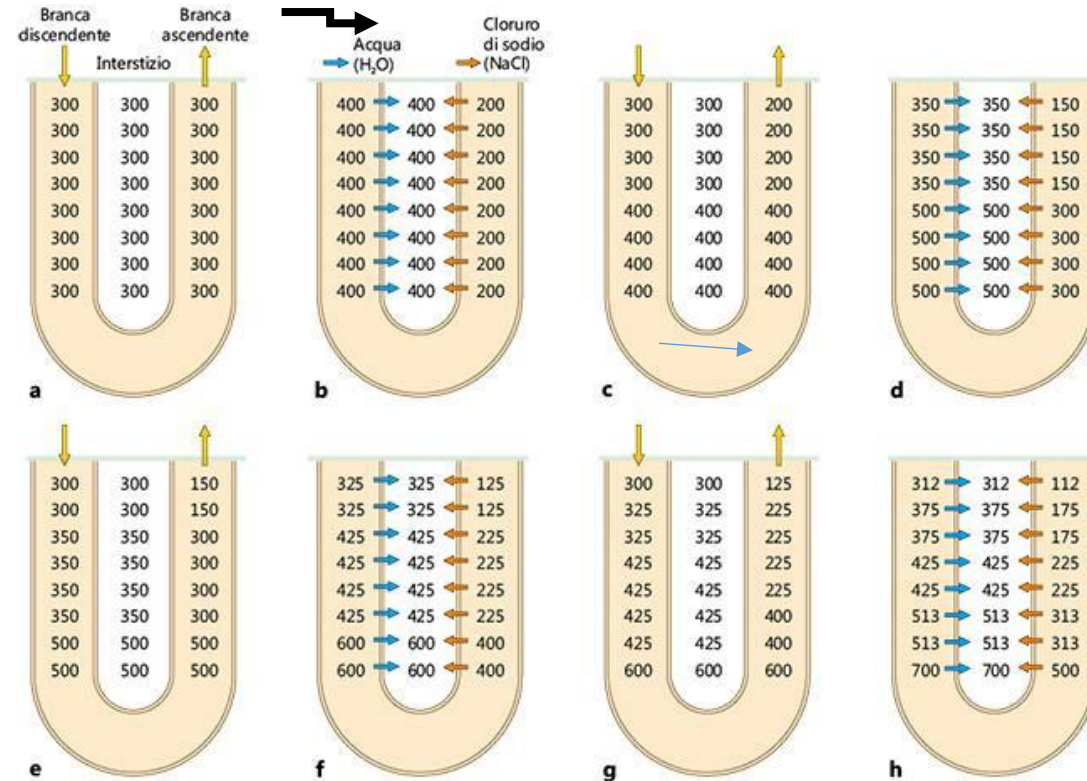 Branca
discendente
Interstizio
Branca
ascendente
Acqua
(H₂O)
Cloruro
di sodio
(NaCl)
300 300 300
300 300 300
300 300 300
300 300 300
300 300 300
300 300 300
300 300 300
300 300 300
a
400 400 200
400 400 200
400 400 200
400 400 200
400 400 200
400 400 200
400 400 200
400 400 200
b
300 300 200
300 300 200
300 300 200
300 300 200
400 400 400
400 400 400
400 400 400
400 400 400
c
350 350 150
350 350 150
350 350 150
350 350 150
500 500 300
500 500 300
500 500 300
500 500 300
d
300 300 150
300 300 150
350 350 300
350 350 300
350 350 300
350 350 300
500 500 500
500 500 500
e
325 325 125
325 325 125
425 425 225
425 425 225
425 425 225
425 425 225
600 600 400
600 600 400
f
300 300 125
325 325 225
325 325 225
425 425 225
425 425 225
425 425 400
425 425 400
600 600 600
g
312 312 112
375 375 175
375 375 175
425 425 225
425 425 225
513 513 313
513 513 313
700 700 500
h